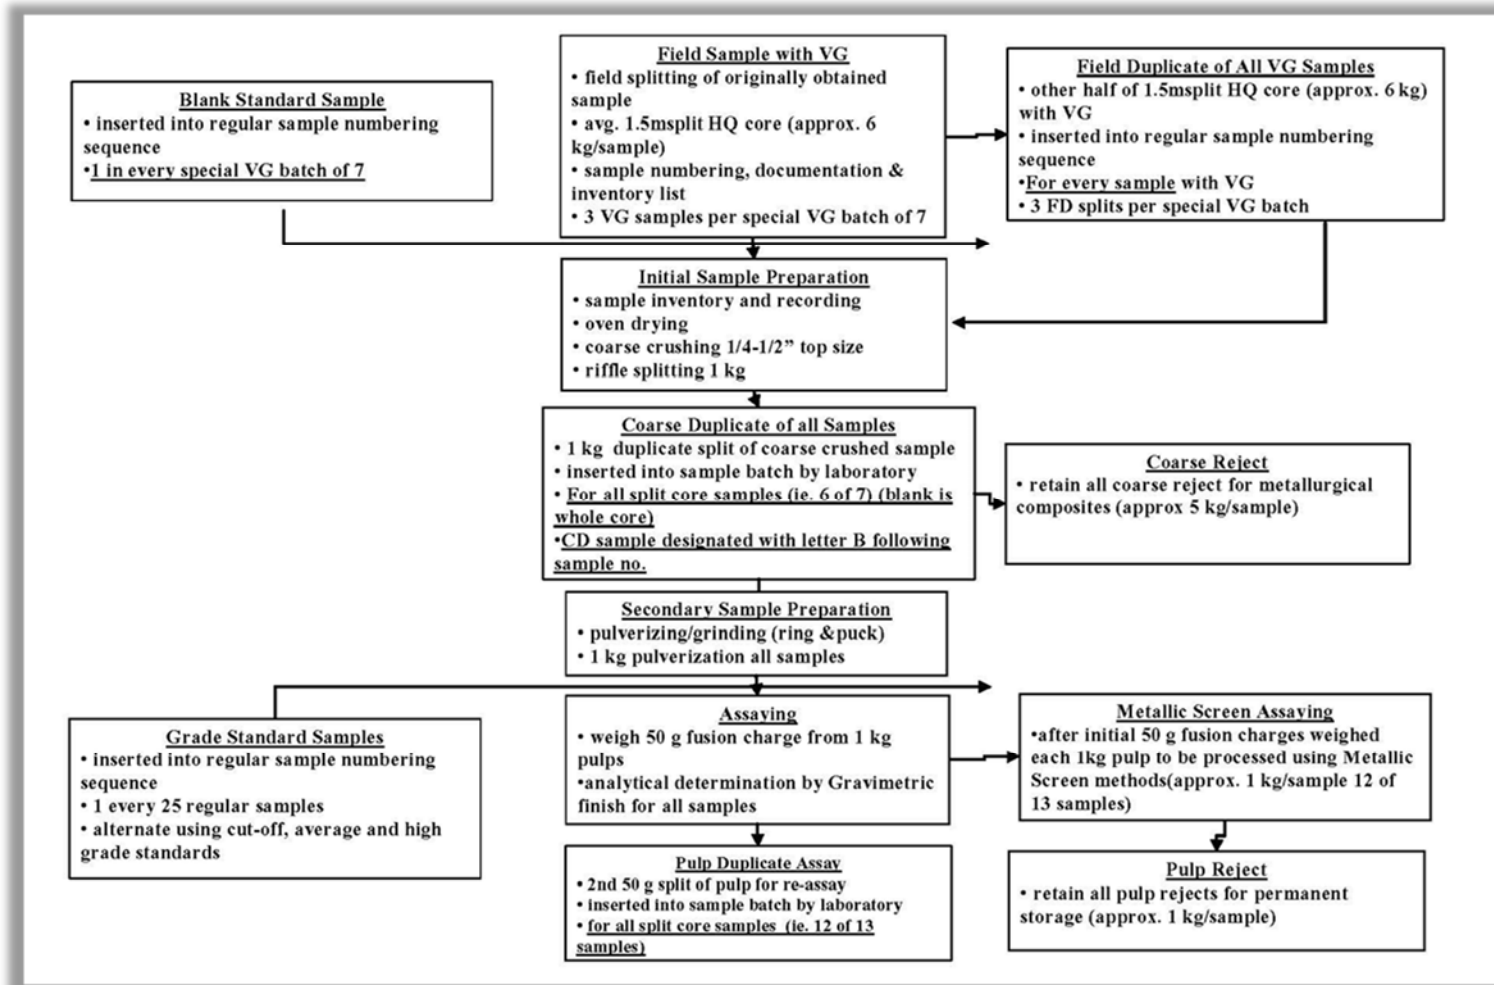 Blank Standard Sample
• inserted into regular sample numbering
sequence
•1 in every special VG batch of 7
Field Sample with VG
• field splitting of originally obtained
sample
• avg. 1.5msplit HQ core (approx. 6
kg/sample)
• sample numbering, documentation &
inventory list
• 3 VG samples per special VG batch of 7
Field Duplicate of All VG Samples
• other half of 1.5msplit HQ core (approx. 6 kg)
with VG
• inserted into regular sample numbering
sequence
•For every sample with VG
• 3 FD splits per special VG batch
Initial Sample Preparation
• sample inventory and recording
• oven drying
• coarse crushing 1/4-1/2” top size
• riffle splitting 1 kg
Coarse Duplicate of all Samples
• 1 kg duplicate split of coarse crushed sample
• inserted into sample batch by laboratory
• For all split core samples (ie. 6 of 7) (blank is
whole core)
•CD sample designated with letter B following
sample no.
Coarse Reject
• retain all coarse reject for metallurgical
composites (approx 5 kg/sample)
Secondary Sample Preparation
• pulverizing/grinding (ring &puck)
• 1 kg pulverization all samples
Grade Standard Samples
• inserted into regular sample numbering
sequence
• 1 every 25 regular samples
• alternate using cut-off, average and high
grade standards
Assaying
• weigh 50 g fusion charge from 1 kg
pulps
•analytical determination by Gravimetric
finish for all samples
Metallic Screen Assaying
•after initial 50 g fusion charges weighed
each 1kg pulp to be processed using Metallic
Screen methods(approx. 1 kg/sample 12 of
13 samples)
Pulp Duplicate Assay
• 2nd 50 g split of pulp for re-assay
• inserted into sample batch by laboratory
• for all split core samples (ie. 12 of 13
samples)
Pulp Reject
• retain all pulp rejects for permanent
storage (approx. 1 kg/sample)